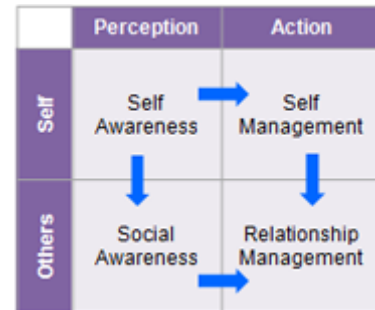 Perception Action
Self
Self
Awareness
Self
Management
Others
Social
Awareness
Relationship
Management